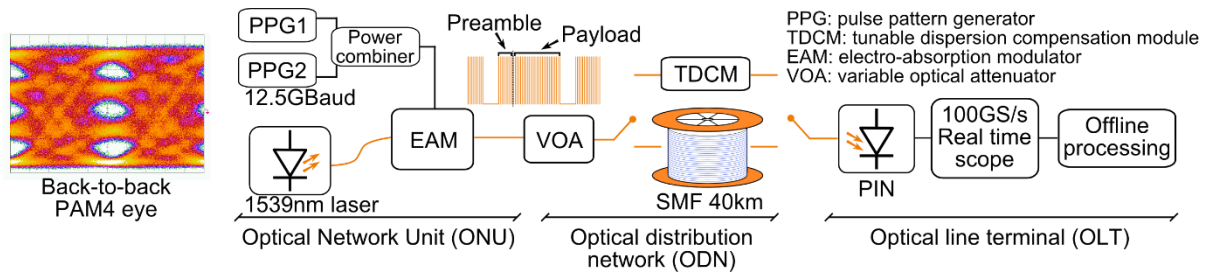 PPG1
PPG2
12.5GBaud
Power
combiner
Preamble
Payload
TDCM
PPG: pulse pattern generator
TDCM: tunable dispersion compensation module
EAM: electro-absorption modulator
VOA: variable optical attenuator
EAM
VOA
100GS/s
Real time
scope
Offline
processing
Back-to-back
PAM4 eye
1539nm laser
SMF 40km
PIN
Optical Network Unit (ONU)
Optical distribution
network (ODN)
Optical line terminal (OLT)